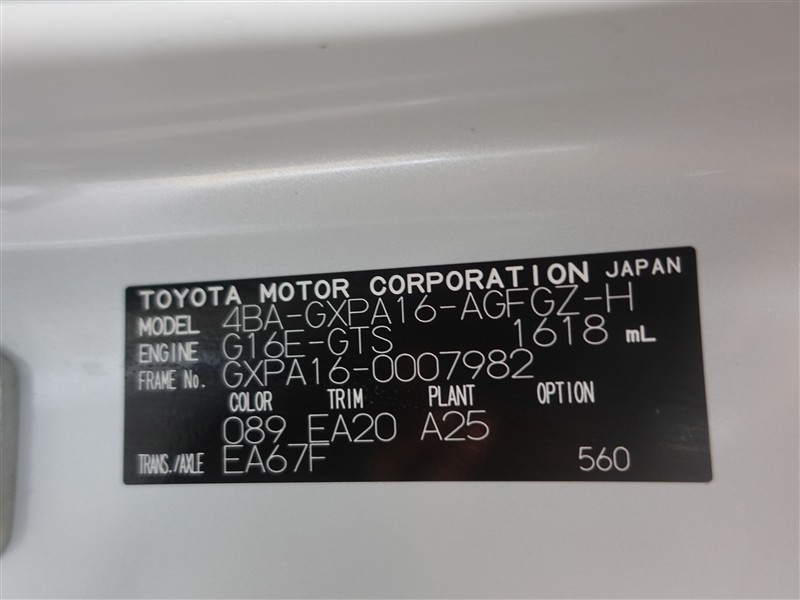 TOYOTA MOTOR CORPORATION JAPAN
MODEL 4BA-GXPA16-AGFGZ-H
ENGINE G16E-GTS 1618 mL
FRAME No. GXPA16-0007982
COLOR TRIM PLANT OPTION
089 EA20 A25
TRANS./AXLE EA67F 560